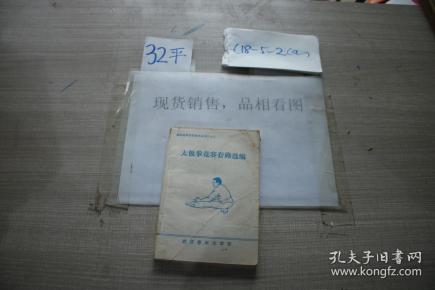 32平
(18-5-2(a)
现货销售，品相看图
太极拳竞赛套路选编
孔夫子旧书网
www.kongfz.com